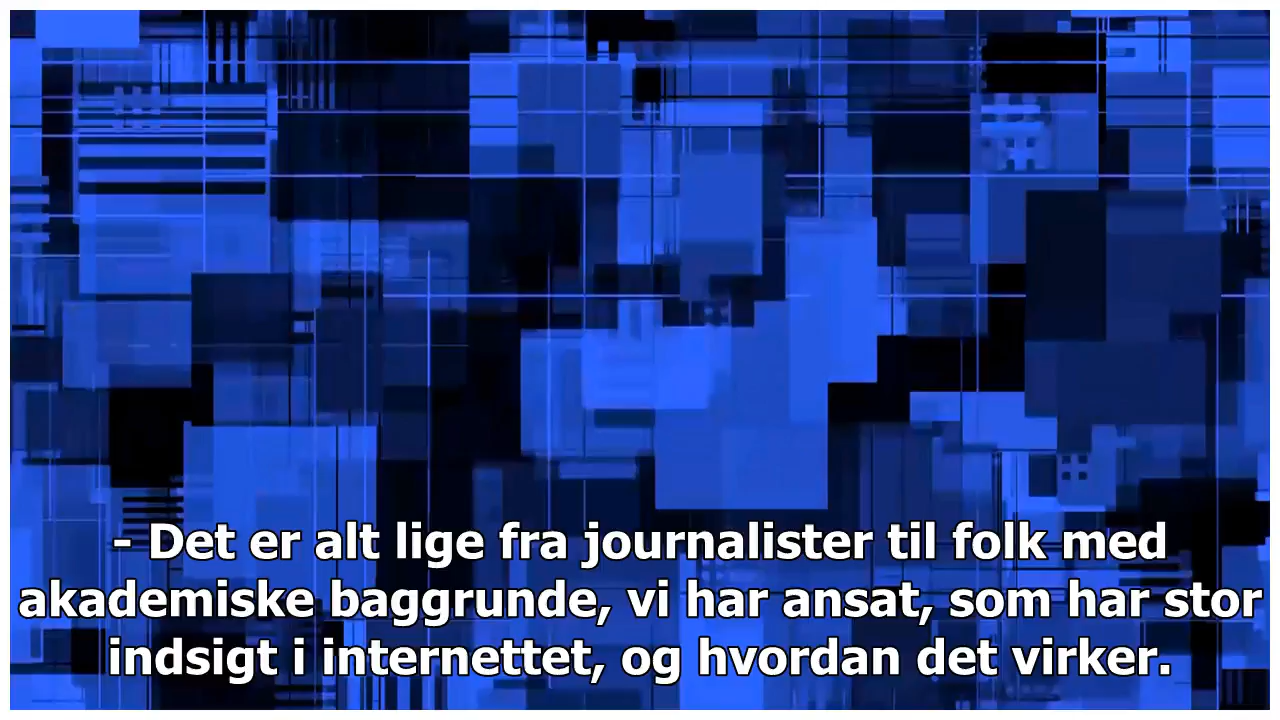 - Det er alt lige fra journalister til folk med
akademiske baggrunde, vi har ansat, som har stor
indsigt i internettet, og hvordan det virker.